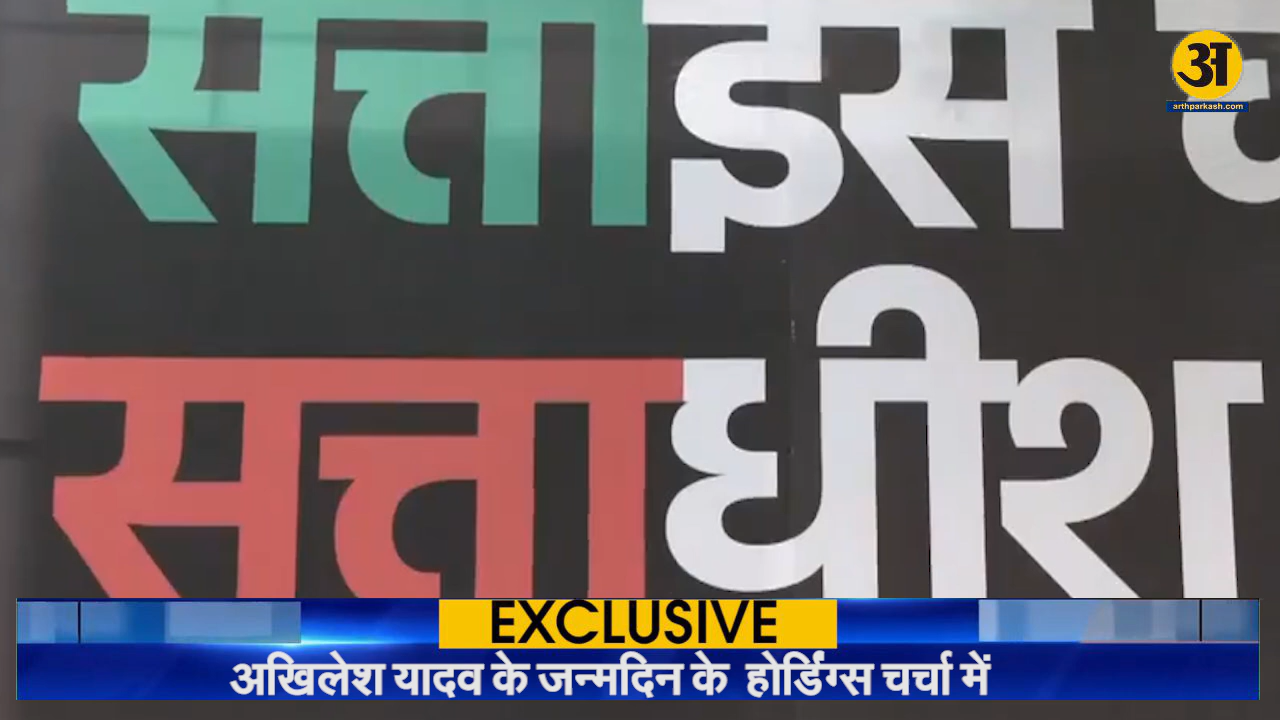 सत्ताइस
अ
arthparkash.com
सत्ताधीश
EXCLUSIVE
अखिलेश यादव के जन्मदिन के होर्डिंग्स चर्चा में